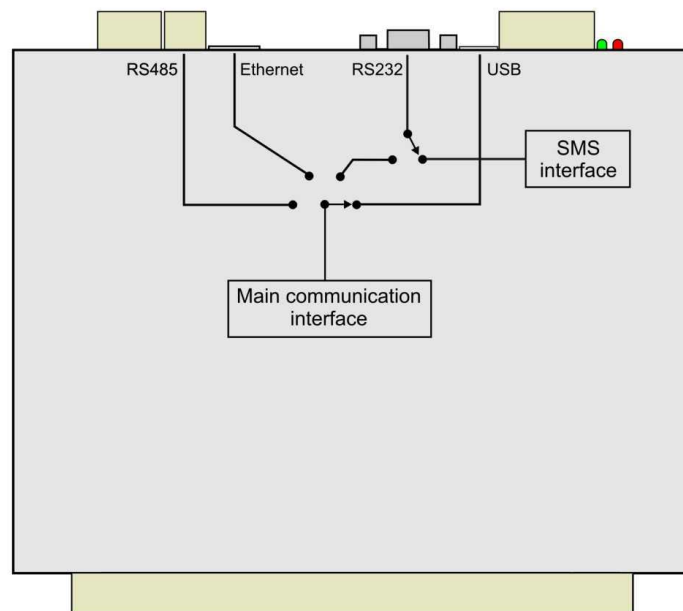 RS485
Ethernet
RS232
USB
SMS
interface
Main communication
interface